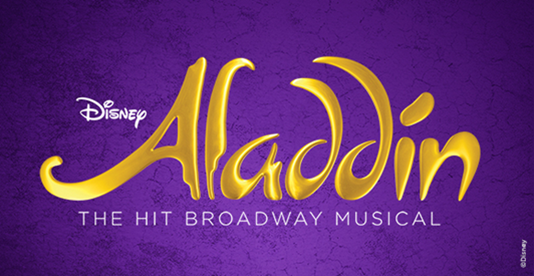 Disney
Aladdin
THE HIT BROADWAY MUSICAL
©Disney